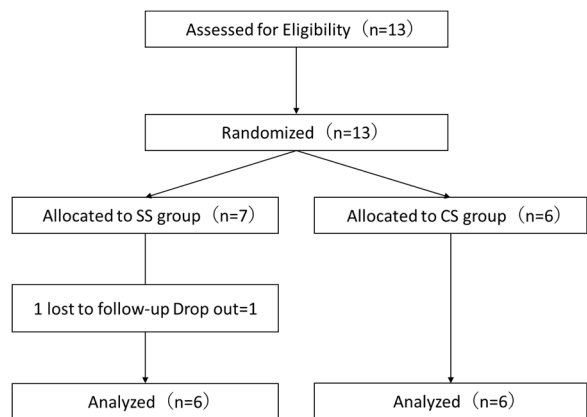 Assessed for Eligibility（n=13）
Randomized（n=13）
Allocated to SS group（n=7）
Allocated to CS group（n=6）
1 lost to follow-up Drop out=1
Analyzed（n=6）
Analyzed（n=6）